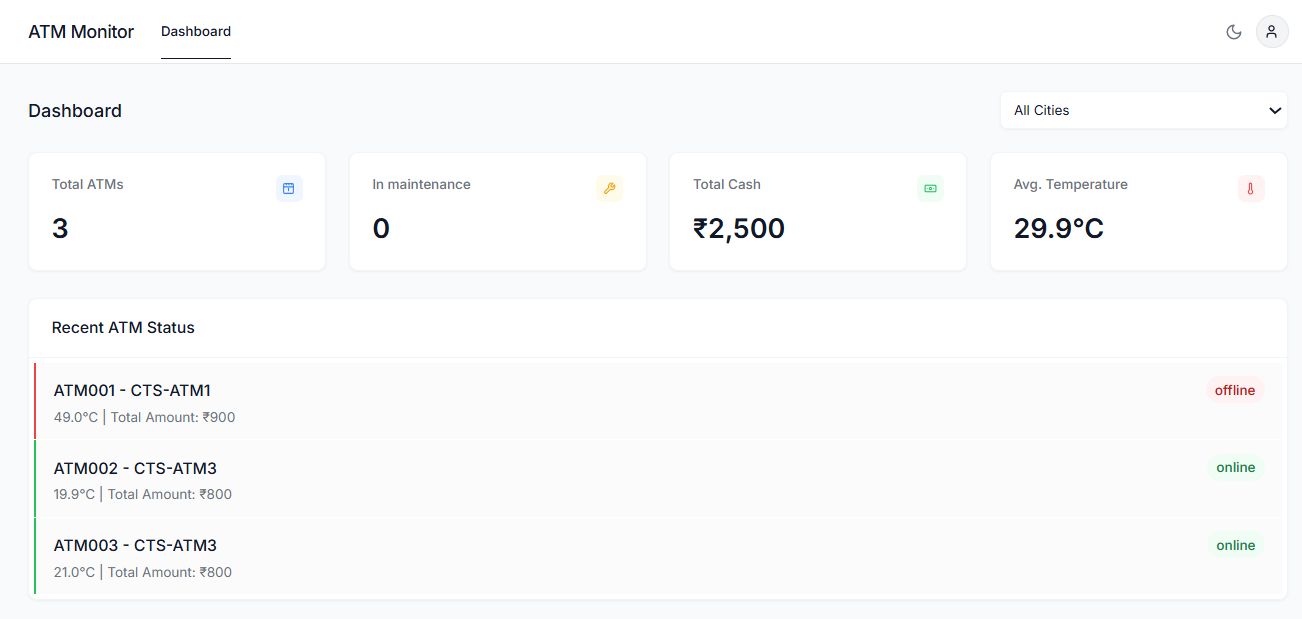 ATM Monitor Dashboard
Dashboard
All Cities
Total ATMs
3
In maintenance
0
Total Cash
₹2,500
Avg. Temperature
29.9°C
Recent ATM Status
ATM001 - CTS-ATM1
offline
49.0°C | Total Amount: ₹900
ATM002 - CTS-ATM3
online
19.9°C | Total Amount: ₹800
ATM003 - CTS-ATM3
online
21.0°C | Total Amount: ₹800